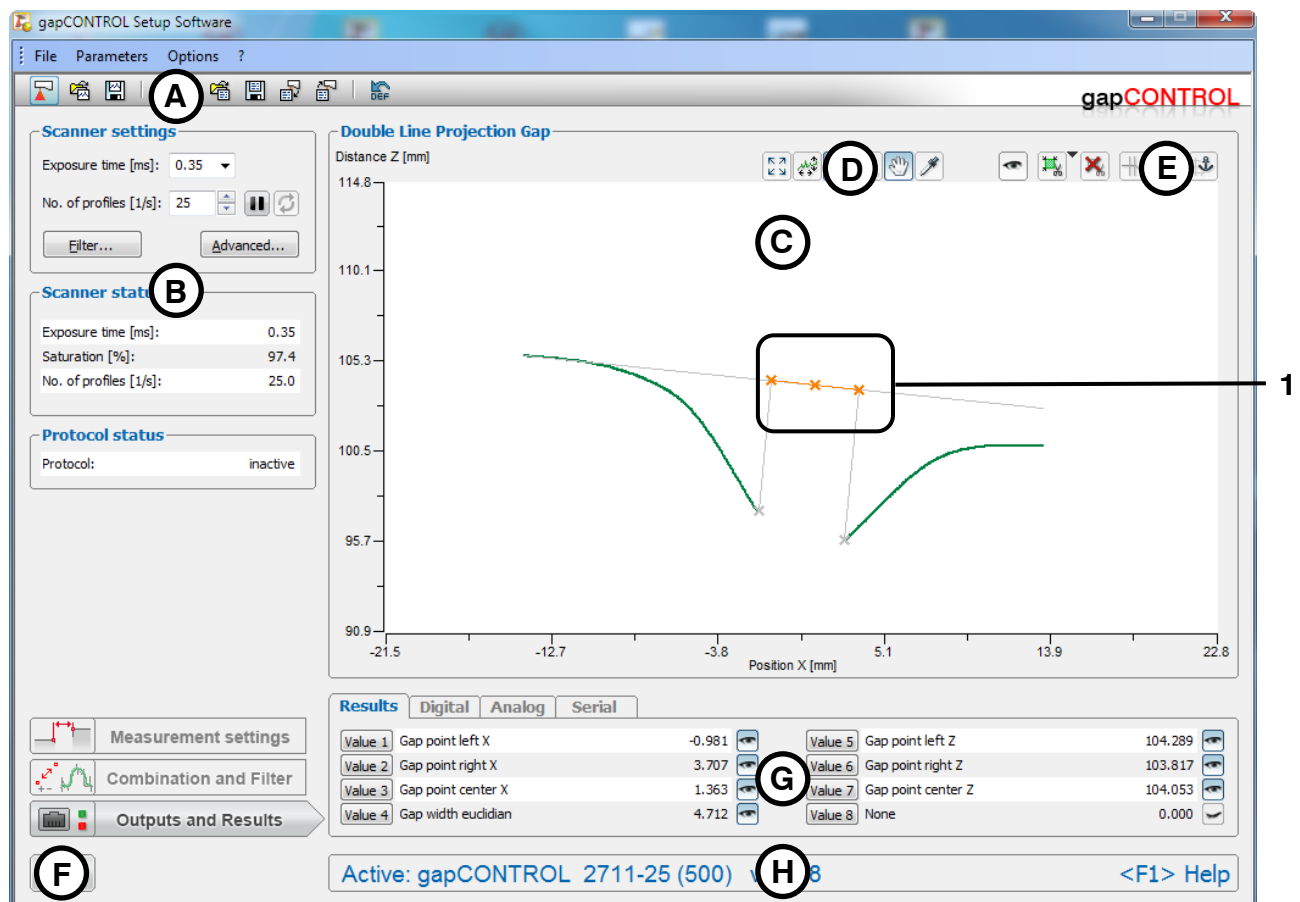 gapCONTROL Setup Software
File Parameters Options ?
A
DEF
gapCONTROL
Scanner settings
Exposure time [ms]: 0.35
No. of profiles [1/s]: 25
Filter... Advanced...
B
Scanner
Exposure time [ms]: 0.35
Saturation [%]: 97.4
No. of profiles [1/s]: 25.0
Protocol status
Protocol: inactive
Double Line Projection Gap
Distance Z [mm]
D
E
C
114.8
110.1
105.3
100.5
95.7
90.9
1
-21.5 -12.7 -3.8 5.1 13.9 22.8
Position X [mm]
Measurement settings
Combination and Filter
Outputs and Results
F
Results Digital Analog Serial
Value 1 Gap point left X -0.981 Value 5 Gap point left Z 104.289
Value 2 Gap point right X 3.707 Value 6 Gap point right Z 103.817
Value 3 Gap point center X 1.363 Value 7 Gap point center Z 104.053
Value 4 Gap width euclidian 4.712 Value 8 None 0.000
G
Active: gapCONTROL 2711-25 (500) H 8 <F1> Help